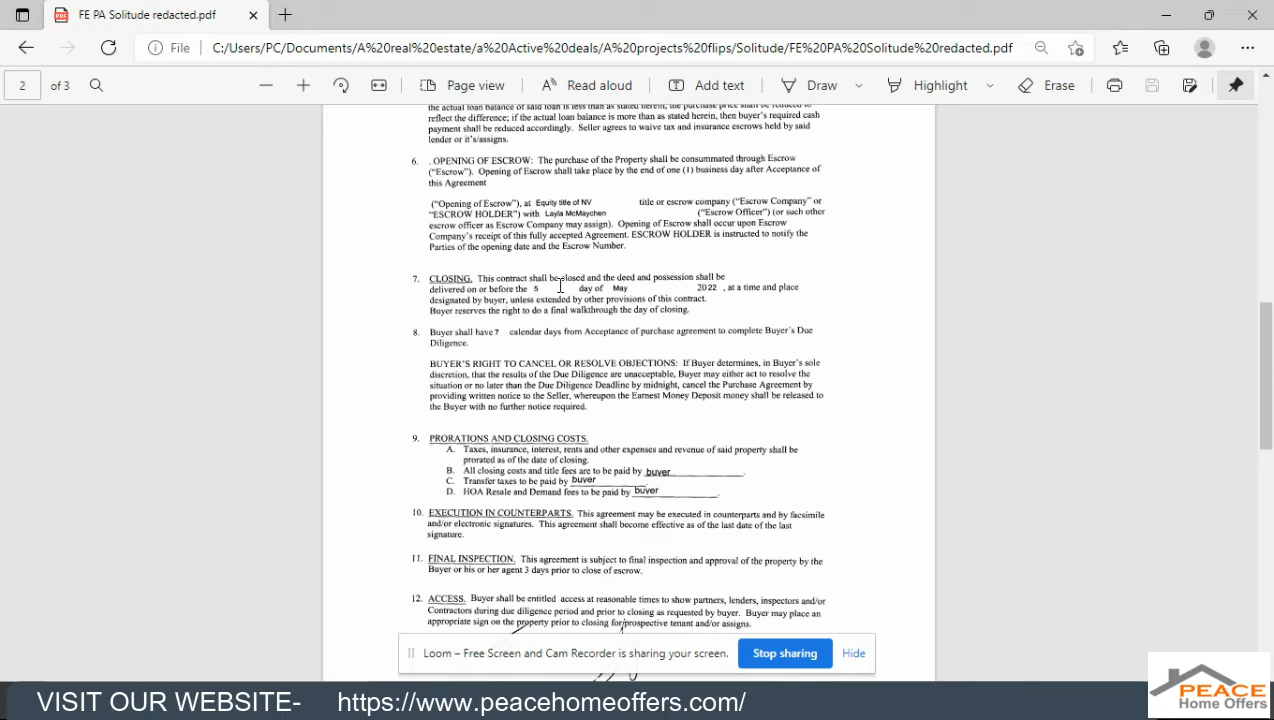 FE PA Solitude redacted.pdf
File
C:/Users/PC/Documents/A%20real%20estate/a%20Active%20deals/A%20projects%20flips/Solitude/FE%20PA%20Solitude%20redacted.pdf
2 of 3
Page view
Read aloud
Add text
Draw
Highlight
Erase
the actual loan balance of said loan is less than as stated herein, the purchase price shall be reduced to
reflect the difference; if the actual loan balance is more than as stated herein, then buyer's required cash
payment shall be reduced accordingly. Seller agrees to waive tax and insurance escrows held by said
lender or it's/assigns.
6. . OPENING OF ESCROW: The purchase of the Property shall be consummated through Escrow
("Escrow"). Opening of Escrow shall take place by the end of one (1) business day after Acceptance of
this Agreement
("Opening of Escrow"), at Equity title of NV title or escrow company ("Escrow Company" or
"ESCROW HOLDER") with Layla McMaychen ("Escrow Officer") (or such other
escrow officer as Escrow Company may assign). Opening of Escrow shall occur upon Escrow
Company's receipt of this fully accepted Agreement. ESCROW HOLDER is instructed to notify the
Parties of the opening date and the Escrow Number.
7. CLOSING. This contract shall be closed and the deed and possession shall be
delivered on or before the 5 day of May 2022 , at a time and place
designated by buyer, unless extended by other provisions of this contract.
Buyer reserves the right to do a final walkthrough the day of closing.
8. Buyer shall have 7 calendar days from Acceptance of purchase agreement to complete Buyer's Due
Diligence.
BUYER'S RIGHT TO CANCEL OR RESOLVE OBJECTIONS: If Buyer determines, in Buyer's sole
discretion, that the results of the Due Diligence are unacceptable, Buyer may either act to resolve the
situation or no later than the Due Diligence Deadline by midnight, cancel the Purchase Agreement by
providing written notice to the Seller, whereupon the Earnest Money Deposit money shall be released to
the Buyer with no further notice required.
9. PRORATIONS AND CLOSING COSTS.
A. Taxes, insurance, interest, rents and other expenses and revenue of said property shall be
prorated as of the date of closing.
B. All closing costs and title fees are to be paid by buyer.
C. Transfer taxes to be paid by buyer.
D. HOA Resale and Demand fees to be paid by buyer.
10. EXECUTION IN COUNTERPARTS. This agreement may be executed in counterparts and by facsimile
and/or electronic signatures. This agreement shall become effective as of the last date of the last
signature.
11. FINAL INSPECTION. This agreement is subject to final inspection and approval of the property by the
Buyer or his or her agent 3 days prior to close of escrow.
12. ACCESS. Buyer shall be entitled access at reasonable times to show partners, lenders, inspectors and/or
Contractors during due diligence period and prior to closing as requested by buyer. Buyer may place an
appropriate sign on the property prior to closing for/prospective tenant and/or assigns.
Loom – Free Screen and Cam Recorder is sharing your screen.
Stop sharing
Hide
VISIT OUR WEBSITE- https://www.peacehomeoffers.com/
PEACE
Home Offers